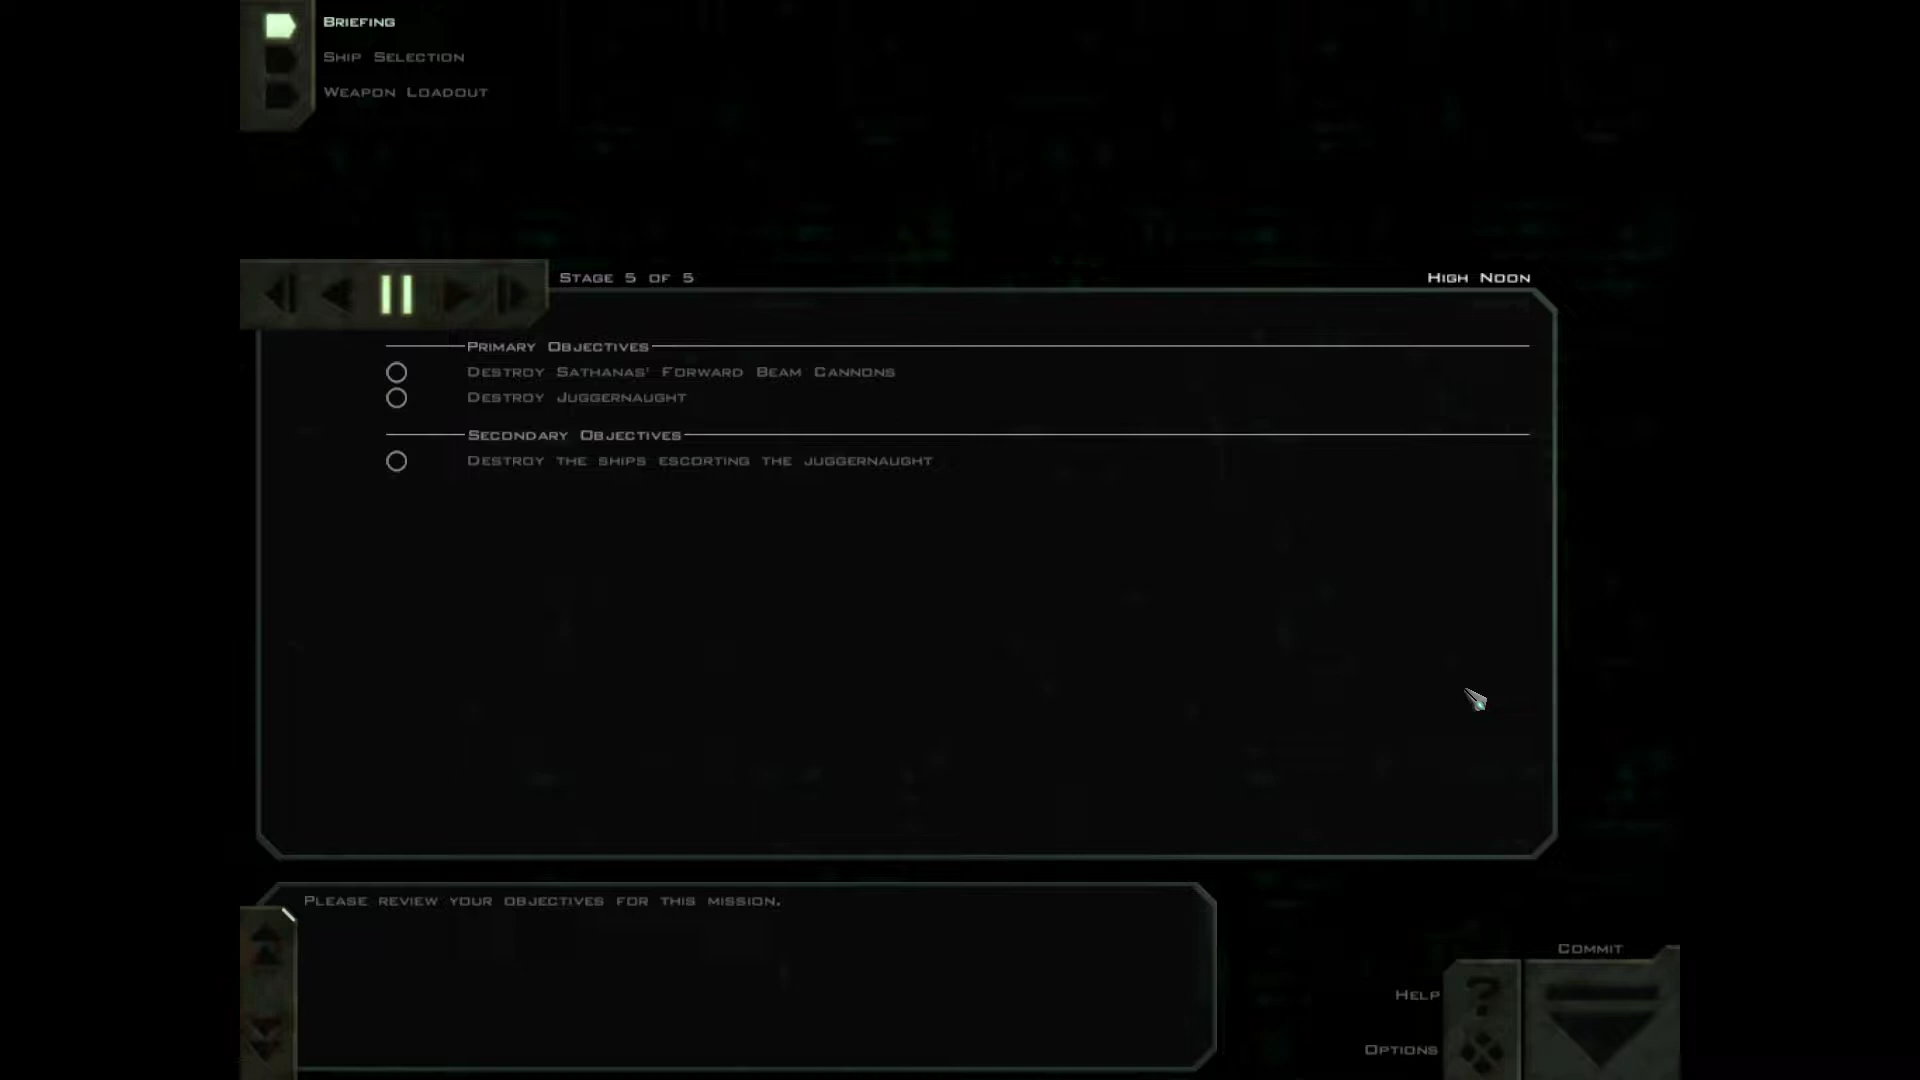 Briefing
Ship Selection
Weapon Loadout
Stage 5 of 5
High Noon
Primary Objectives
Destroy Sathanas' Forward Beam Cannons
Destroy Juggernaught
Secondary Objectives
Destroy the ships escorting the juggernaught
Please review your objectives for this mission.
Commit
Help
?
Options